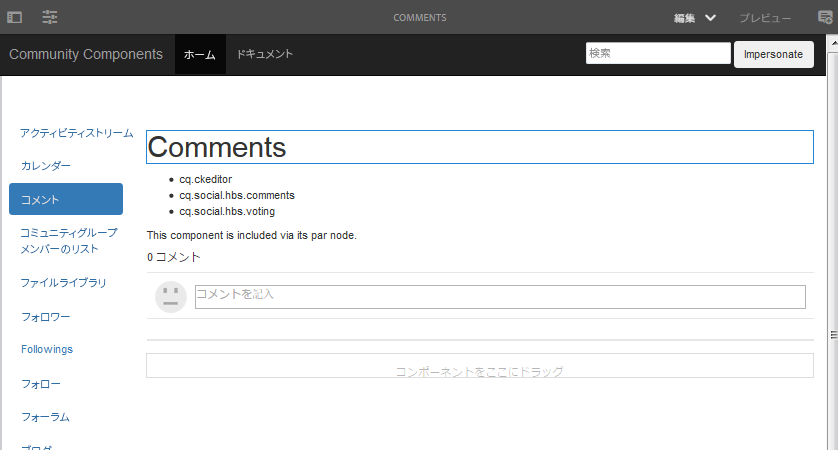 COMMENTS
編集
プレビュー
Community Components
ホーム
ドキュメント
検索
Impersonate
アクティビティストリーム
カレンダー
コメント
コミュニティグループ
メンバーのリスト
ファイルライブラリ
フォロワー
Followings
フォロー
フォーラム
ブログ
Comments
cq.ckeditor
cq.social.hbs.comments
cq.social.hbs.voting
This component is included via its par node.
0 コメント
コメントを記入
コンポーネントをここにドラッグ